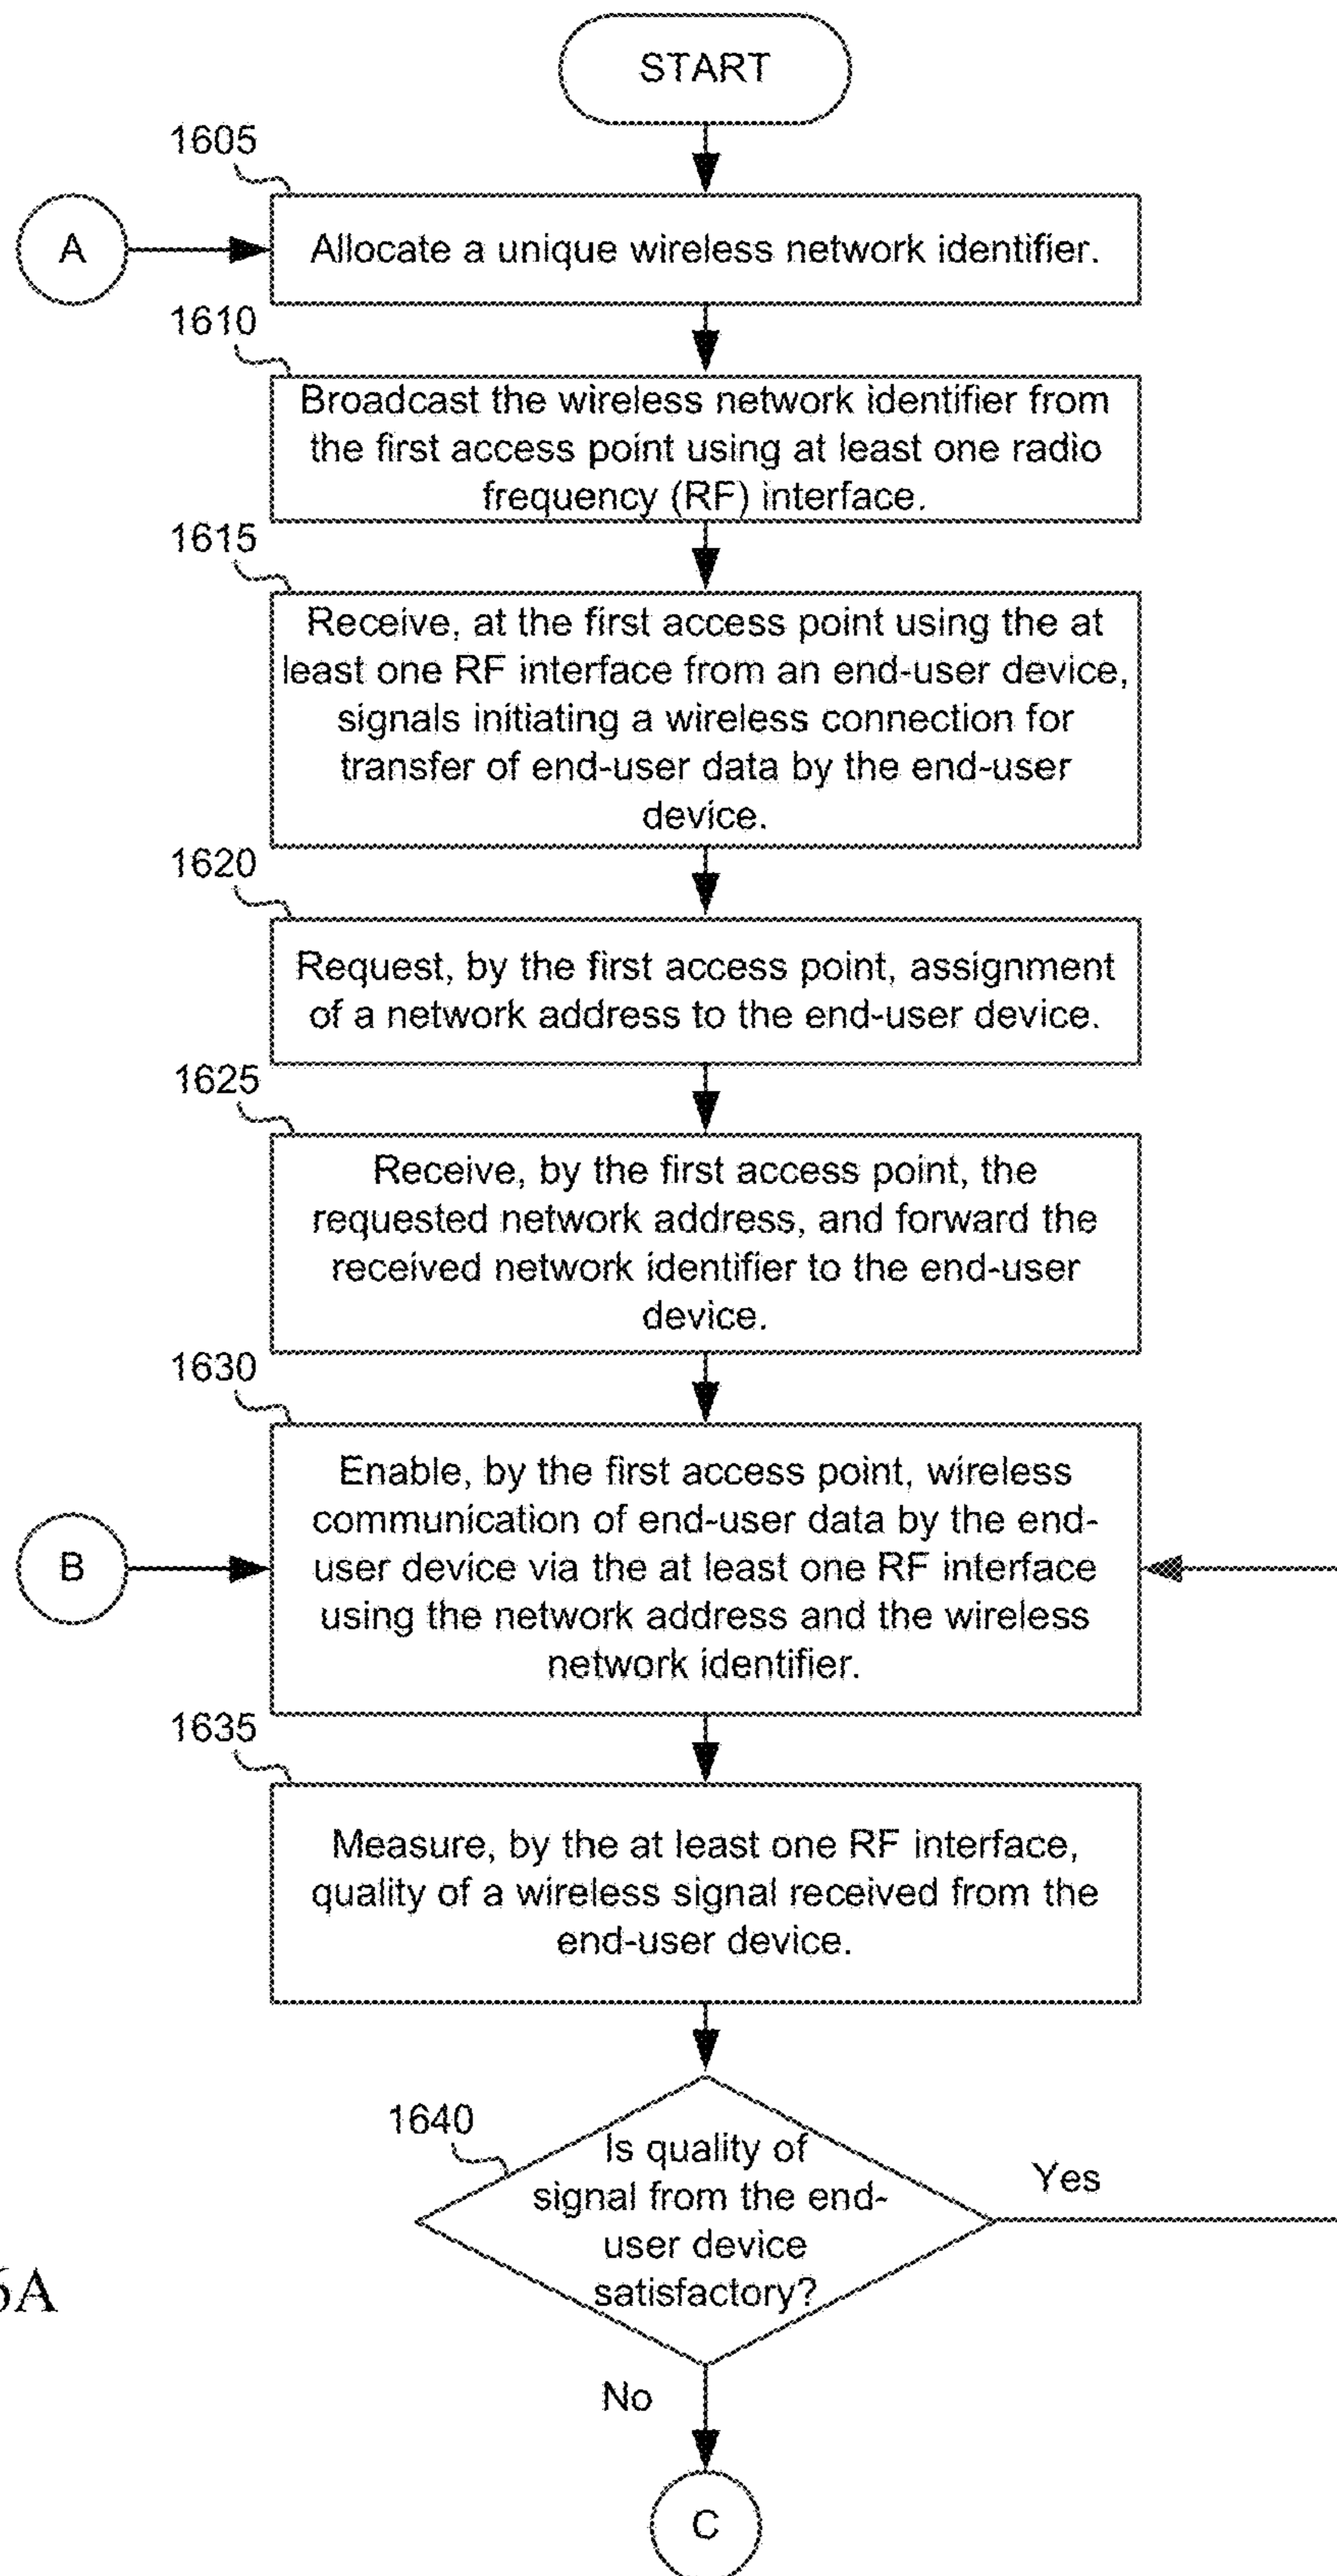 START
1605
A
Allocate a unique wireless network identifier.
1610
Broadcast the wireless network identifier from
the first access point using at least one radio
frequency (RF) interface.
1615
Receive, at the first access point using the at
least one RF interface from an end-user device,
signals initiating a wireless connection for
transfer of end-user data by the end-user
device.
1620
Request, by the first access point, assignment
of a network address to the end-user device.
1625
Receive, by the first access point, the
requested network address, and forward the
received network identifier to the end-user
device.
1630
Enable, by the first access point, wireless
communication of end-user data by the end-
B
user device via the at least one RF interface
using the network address and the wireless
network identifier.
1635
Measure, by the at least one RF interface,
quality of a wireless signal received from the
end-user device.
1640
Is quality of
signal from the end-
user device
satisfactory?
Yes
6A
No
C